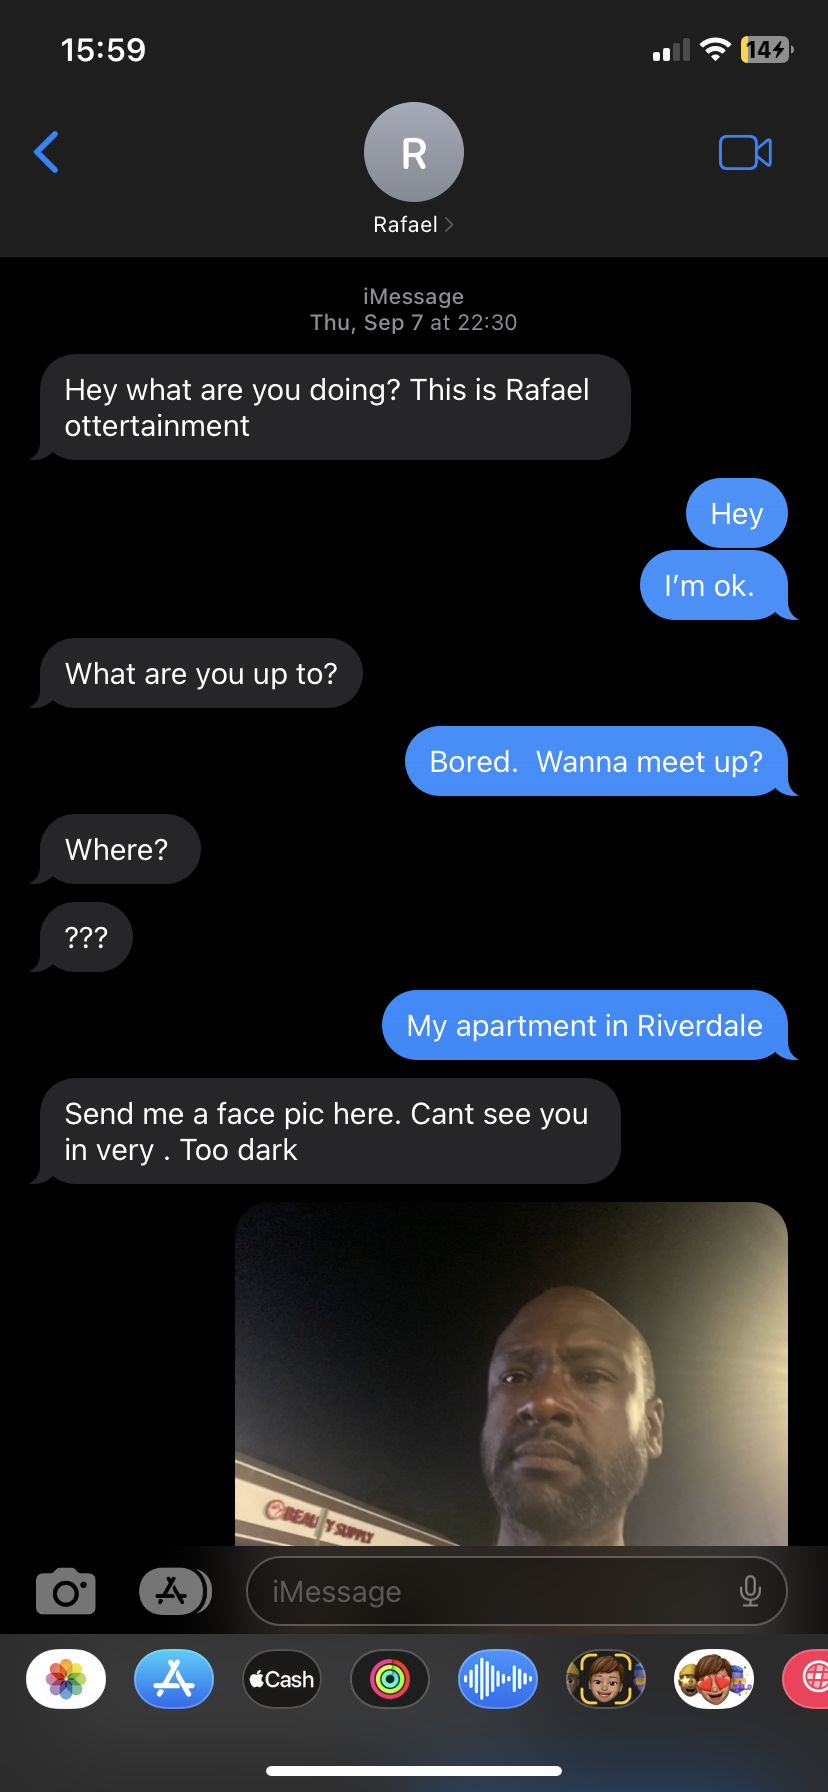 15:59
14
R
Rafael
iMessage
Thu, Sep 7 at 22:30
Hey what are you doing? This is Rafael
ottertainment
Hey
I'm ok.
What are you up to?
Bored.  Wanna meet up?
Where?
???
My apartment in Riverdale
Send me a face pic here. Cant see you
in very . Too dark
BEAUTY SUPPLY
iMessage
Cash